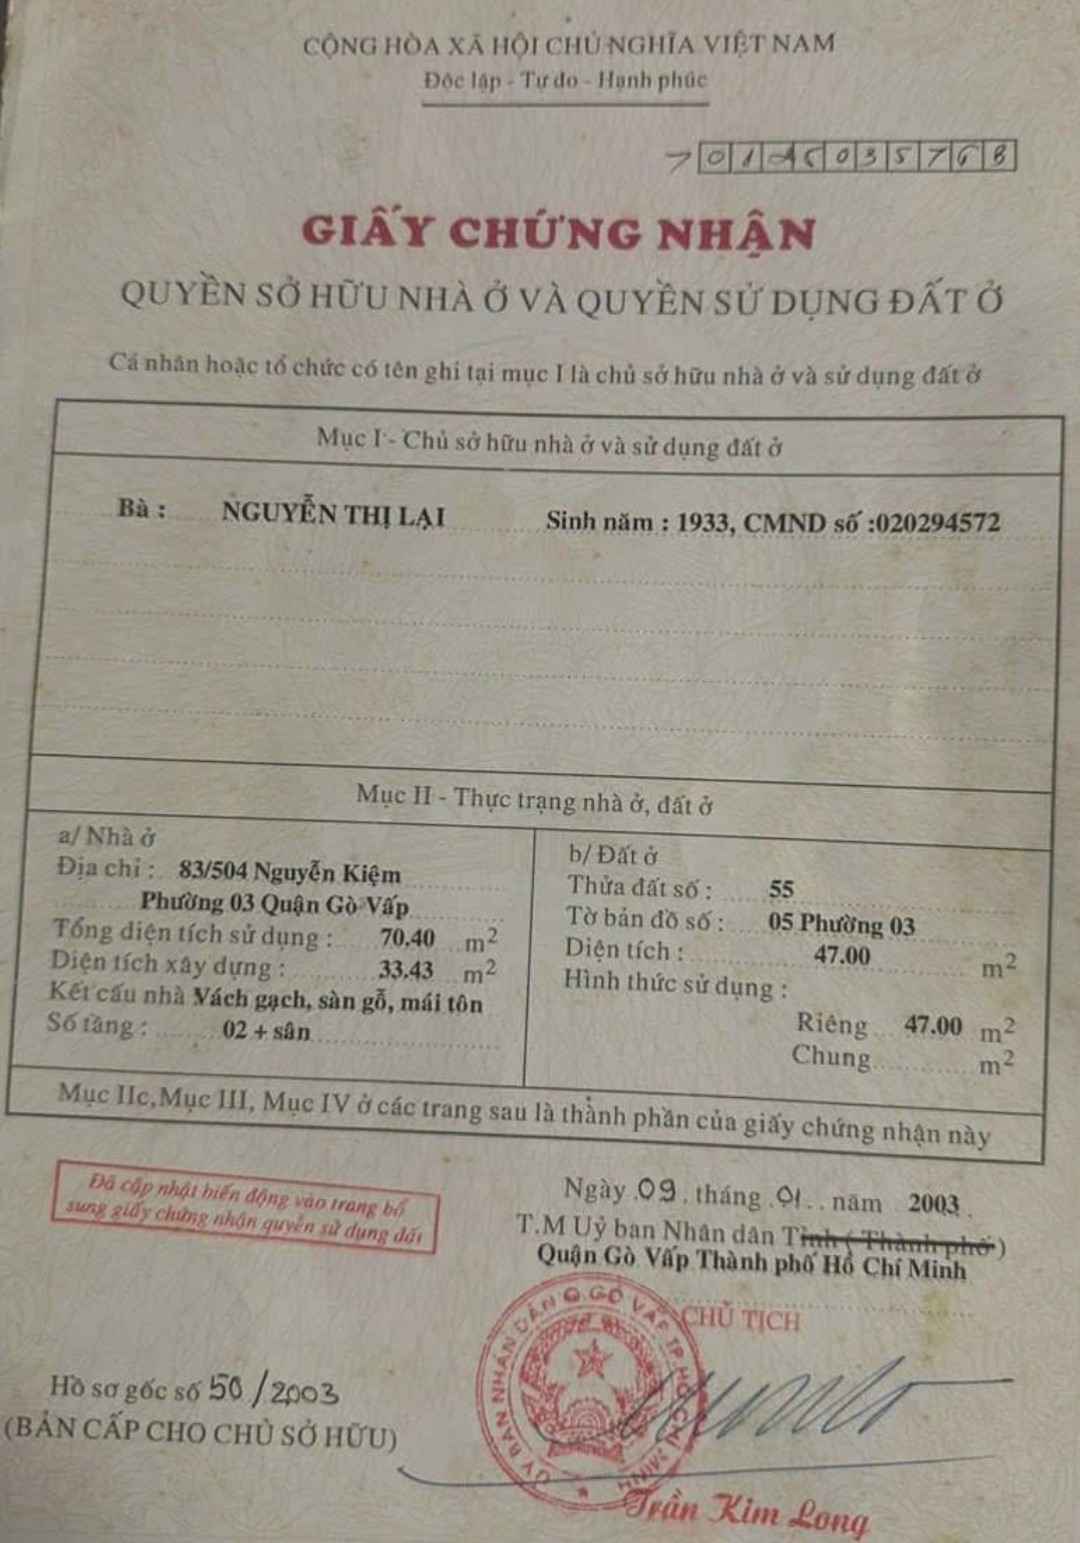 CỘNG HÒA XÃ HỘI CHỦ NGHĨA VIỆT NAM
Độc lập - Tự do - Hạnh phúc
GIẤY CHỨNG NHẬN
QUYỀN SỞ HỮU NHÀ Ở VÀ QUYỀN SỬ DỤNG ĐẤT Ở
Cá nhân hoặc tổ chức có tên ghi tại mục I là chủ sở hữu nhà ở và sử dụng đất ở
Mục I - Chủ sở hữu nhà ở và sử dụng đất ở
Bà : NGUYỄN THỊ LẠI Sinh năm : 1933, CMND số :020294572
Mục II - Thực trạng nhà ở, đất ở
a/ Nhà ở
Địa chỉ : 83/504 Nguyễn Kiệm
Phường 03 Quận Gò Vấp
Tổng diện tích sử dụng : 70.40 m2
Diện tích xây dựng : 33.43 m2
Kết cấu nhà Vách gạch, sàn gỗ, mái tôn
Số tầng : 02 + sân
b/ Đất ở
Thửa đất số : 55
Tờ bản đồ số : 05 Phường 03
Diện tích : 47.00 m2
Hình thức sử dụng :
Riêng 47.00 m2
Chung m2
Mục IIc, Mục III, Mục IV ở các trang sau là thành phần của giấy chứng nhận này
Đã cập nhật biến động vào trang bổ
sung giấy chứng nhận quyền sử dụng đất
Ngày 09 tháng 01 năm 2003
T.M Uỷ ban Nhân dân Tỉnh ( Thành phố )
Quận Gò Vấp Thành phố Hồ Chí Minh
CHỦ TỊCH
ỦY BAN NHÂN DÂN Q. GÒ VẤP TP. HỒ CHÍ MINH
Hồ sơ gốc số 50/2003
(BẢN CẤP CHO CHỦ SỞ HỮU)
Trần Kim Long